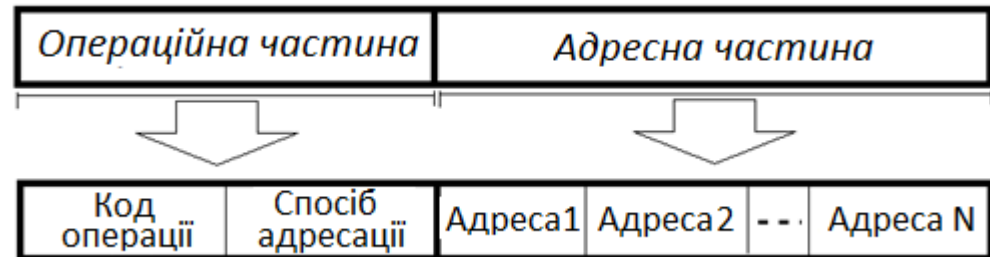 Операційна частина Адресна частина
Код операції Спосіб адресації Адреса1 Адреса2 --- Адреса N